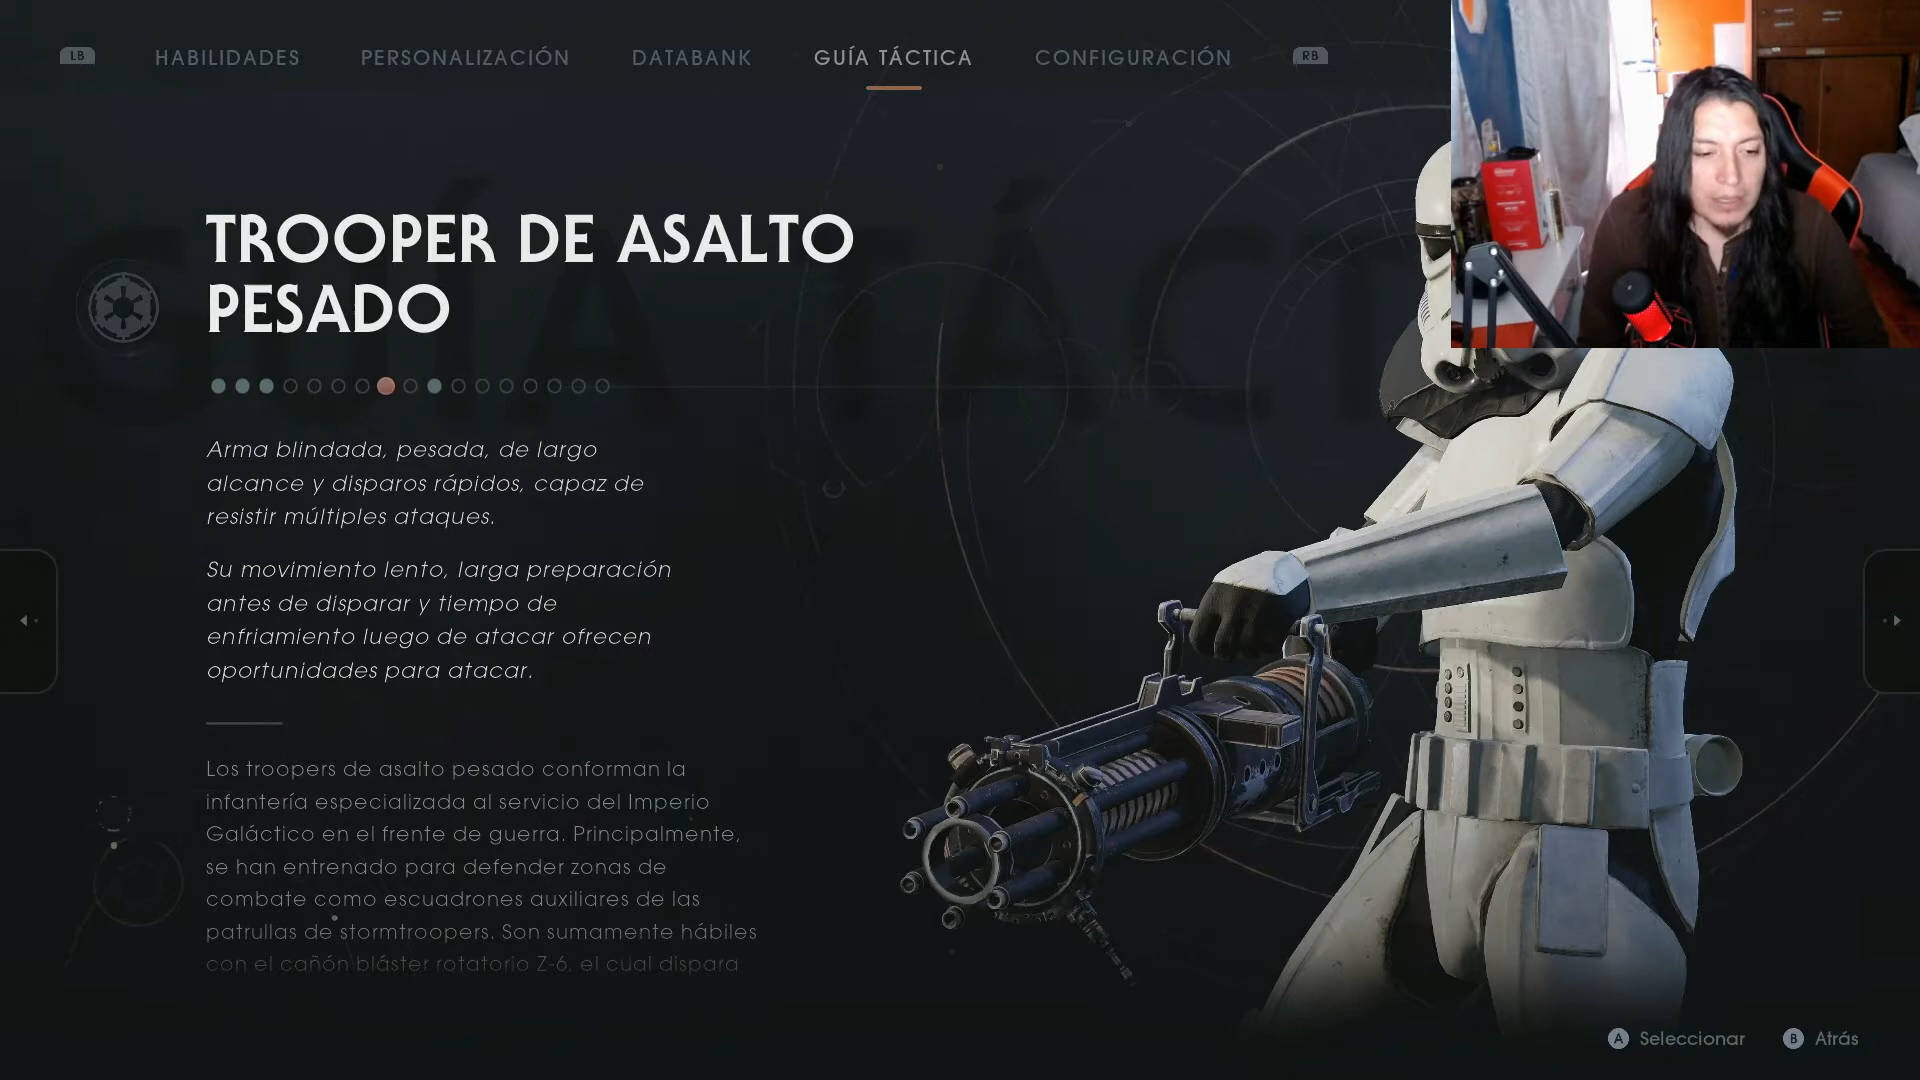 LB HABILIDADES PERSONALIZACIÓN DATABANK GUÍA TÁCTICA CONFIGURACIÓN RB
TROOPER DE ASALTO
PESADO
Arma blindada, pesada, de largo
alcance y disparos rápidos, capaz de
resistir múltiples ataques.
Su movimiento lento, larga preparación
antes de disparar y tiempo de
enfriamiento luego de atacar ofrecen
oportunidades para atacar.
Los troopers de asalto pesado conforman la
infantería especializada al servicio del Imperio
Galáctico en el frente de guerra. Principalmente,
se han entrenado para defender zonas de
combate como escuadrones auxiliares de las
patrullas de stormtroopers. Son sumamente hábiles
con el cañón bláster rotatorio Z-6, el cual dispara
A Seleccionar B Atrás